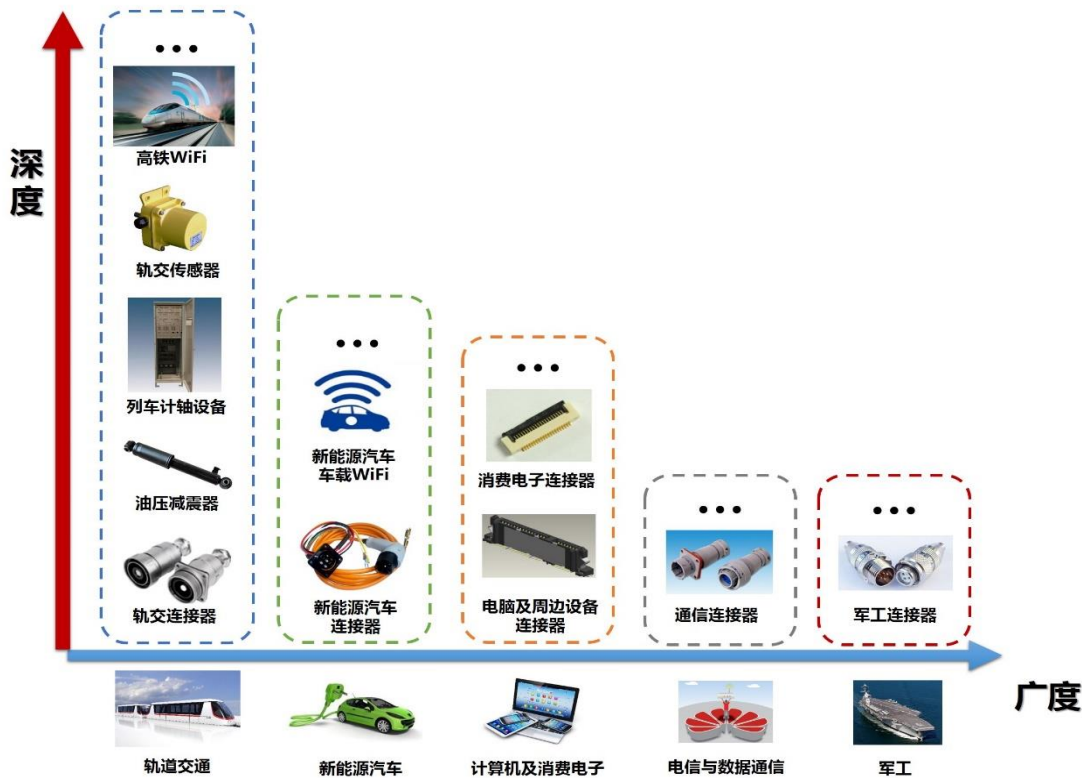 深度
高铁WiFi
轨交传感器
列车计轴设备
油压减震器
轨交连接器
新能源汽车
车载WiFi
新能源汽车
连接器
消费电子连接器
电脑及周边设备
连接器
通信连接器
军工连接器
广度
轨道交通
新能源汽车
计算机及消费电子
电信与数据通信
军工